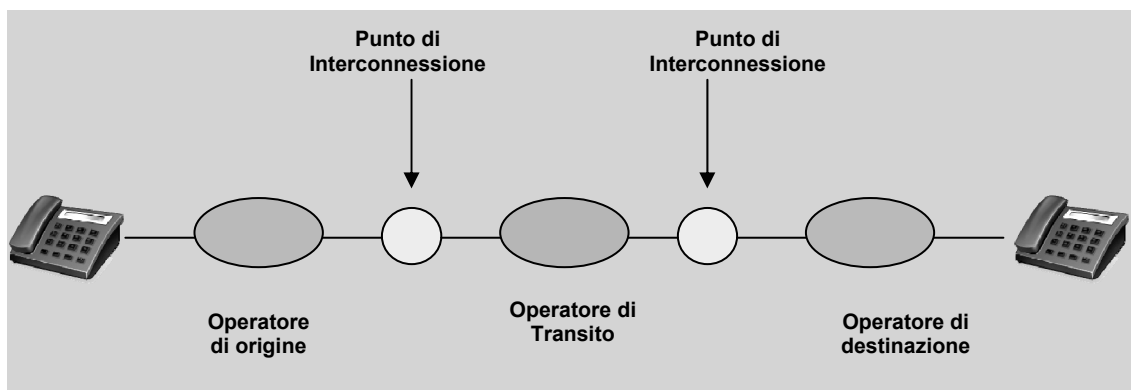 Punto di
Interconnessione
Punto di
Interconnessione
Operatore
di origine
Operatore di
Transito
Operatore di
destinazione